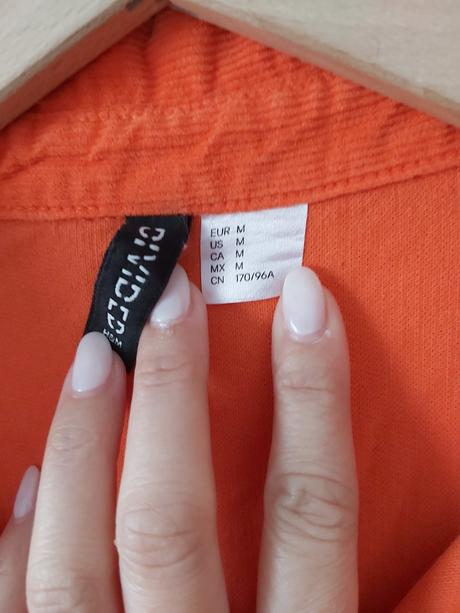 DIVIDED
H&M
EUR M
US M
CA M
MX M
CN 170/96A